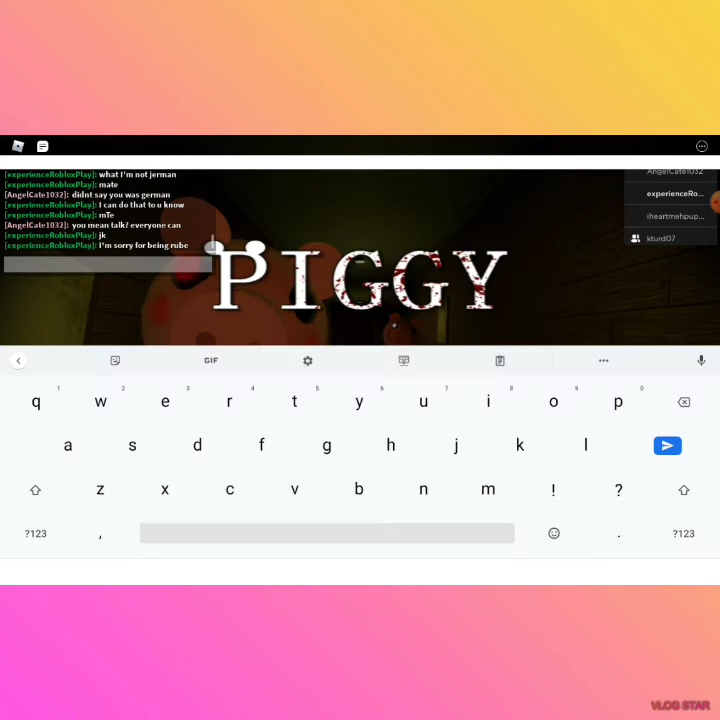 [experienceRobloxPlay]: what I'm not jerman
[experienceRobloxPlay]: mate
[AngelCate1032]: didnt say you was german
[experienceRobloxPlay]: I can do that to u know
[experienceRobloxPlay]: mTe
[AngelCate1032]: you mean talk? everyone can
[experienceRobloxPlay]: jk
[experienceRobloxPlay]: I'm sorry for being rube
AngelCate1032
experienceRo...
iheartmehpup...
kturd07
PIGGY
GIF
1 2 3 4 5 6 7 8 9 0
q w e r t y u i o p
a s d f g h j k l
z x c v b n m ! ?
?123 , . ?123
VLOG STAR